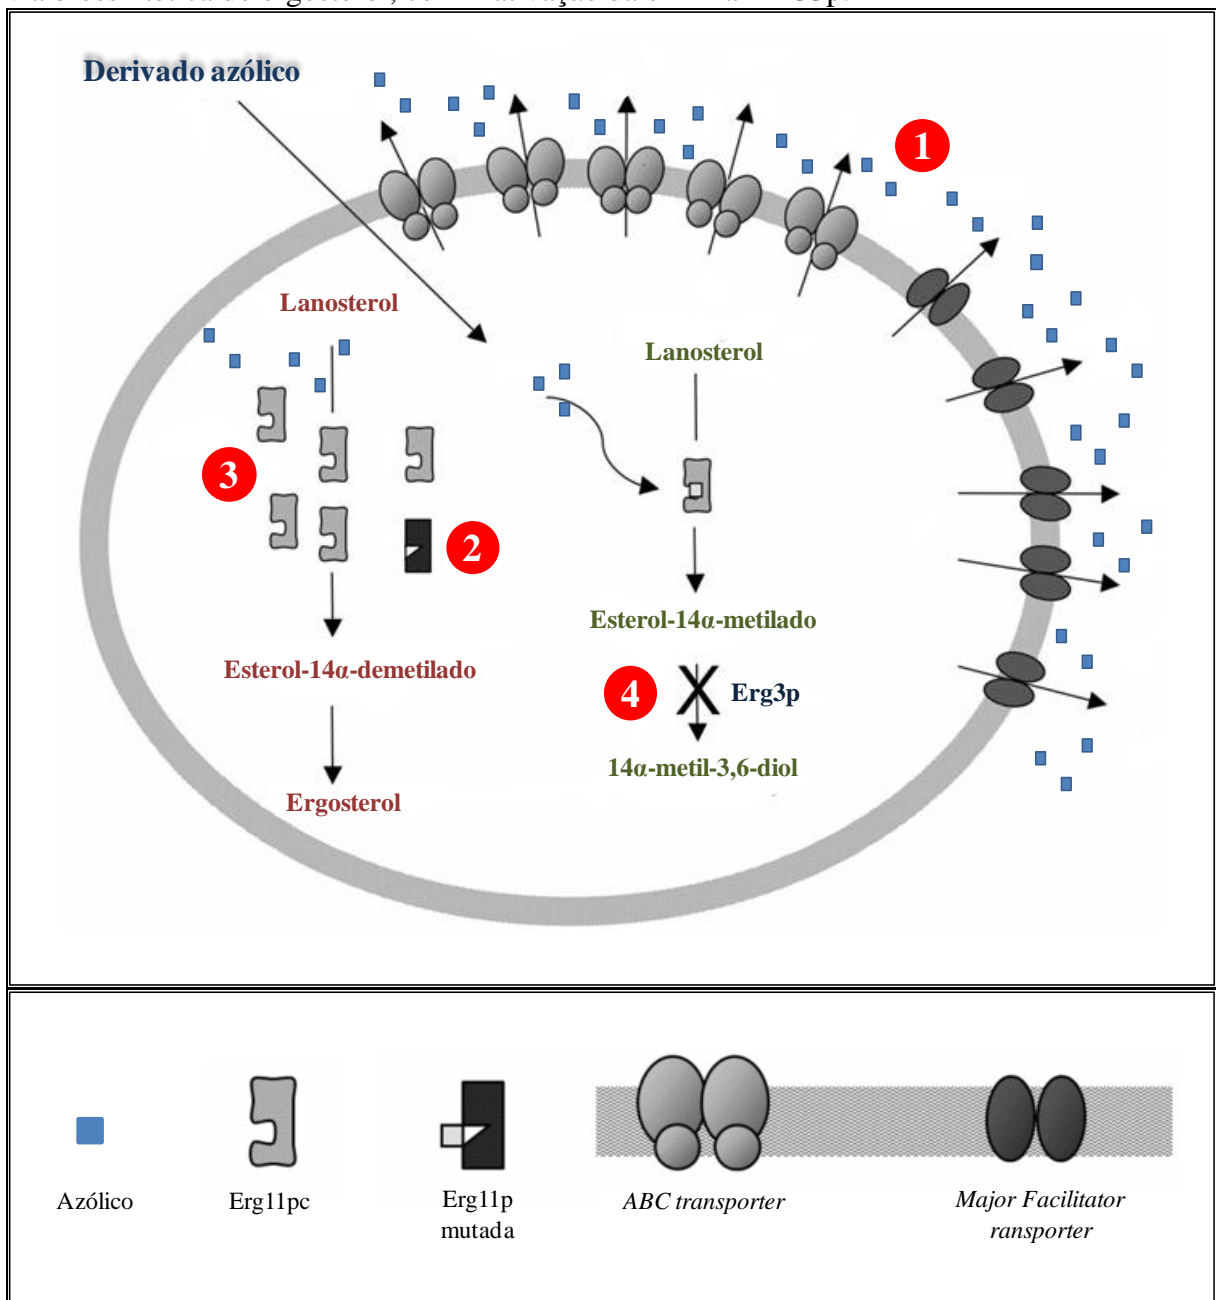 Derivado azólico
1
Lanosterol
Lanosterol
3
2
Esterol-14α-metilado
Esterol-14α-demetilado
4
Erg3p
14α-metil-3,6-diol
Ergosterol
Azólico
Erg11pc
Erg11p
mutada
ABC transporter
Major Facilitator
ransporter